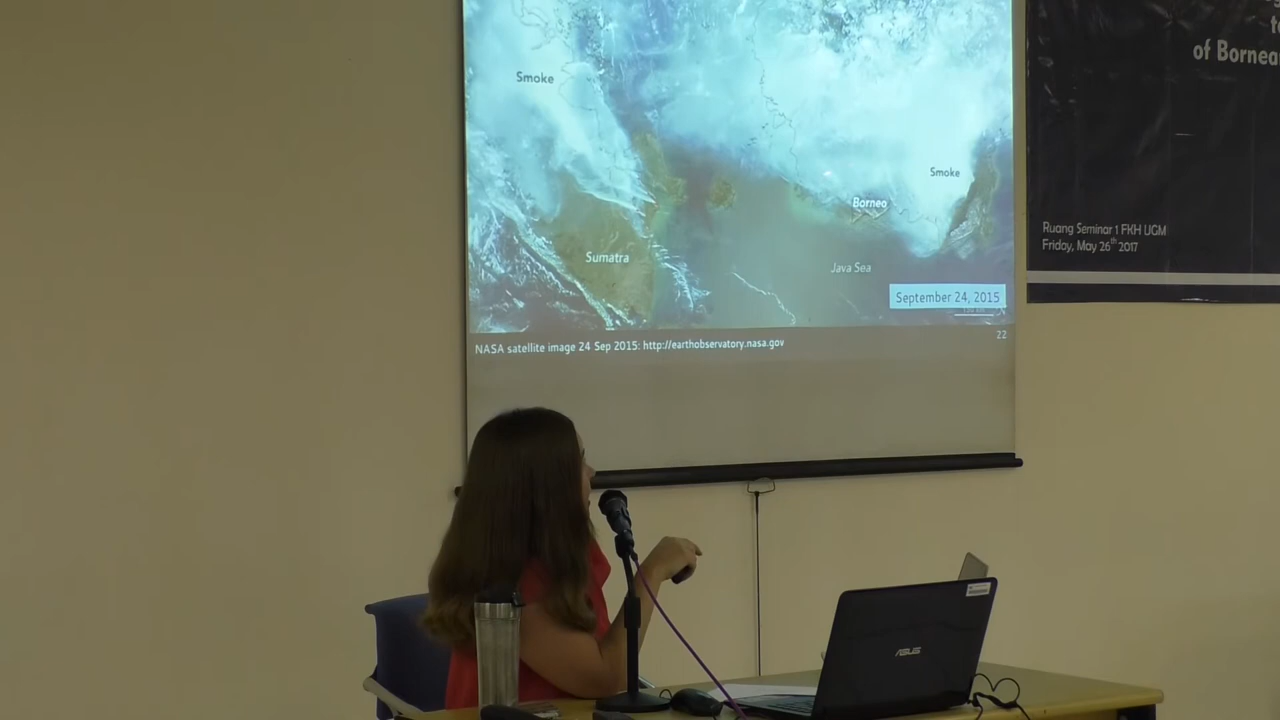 Smoke
Smoke
Borneo
Sumatra
Java Sea
September 24, 2015
22
NASA satellite image 24 Sep 2015: http://earthobservatory.nasa.gov
of Bornea
Ruang Seminar 1 FKH UGM
Friday, May 26th 2017
ASUS